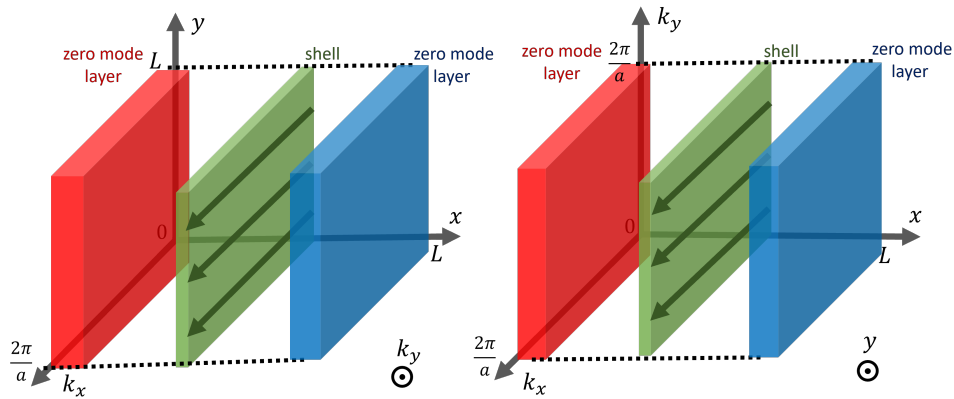 y
zero mode
layer
shell
zero mode
layer
L
0
x
L
2π
a
k_x
k_y
k_y
zero mode
layer
2π
a
shell
zero mode
layer
0
x
L
2π
a
k_x
y